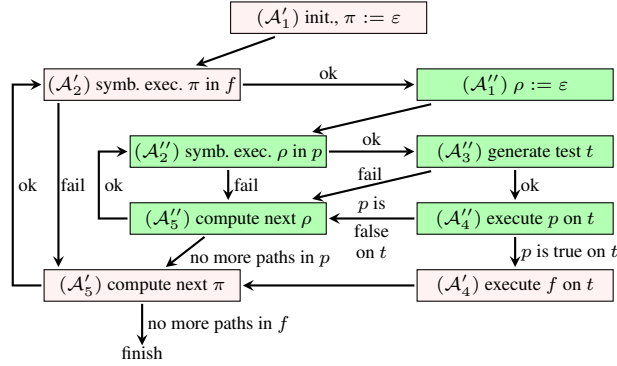 (𝒜′₁) init., π := ε
(𝒜′₂) symb. exec. π in f
ok
(𝒜″₁) ρ := ε
(𝒜″₂) symb. exec. ρ in p
ok
(𝒜″₃) generate test t
ok
fail
ok
fail
fail
ok
(𝒜″₅) compute next ρ
p is
false
on t
(𝒜″₄) execute p on t
no more paths in p
p is true on t
(𝒜′₅) compute next π
(𝒜′₄) execute f on t
no more paths in f
finish